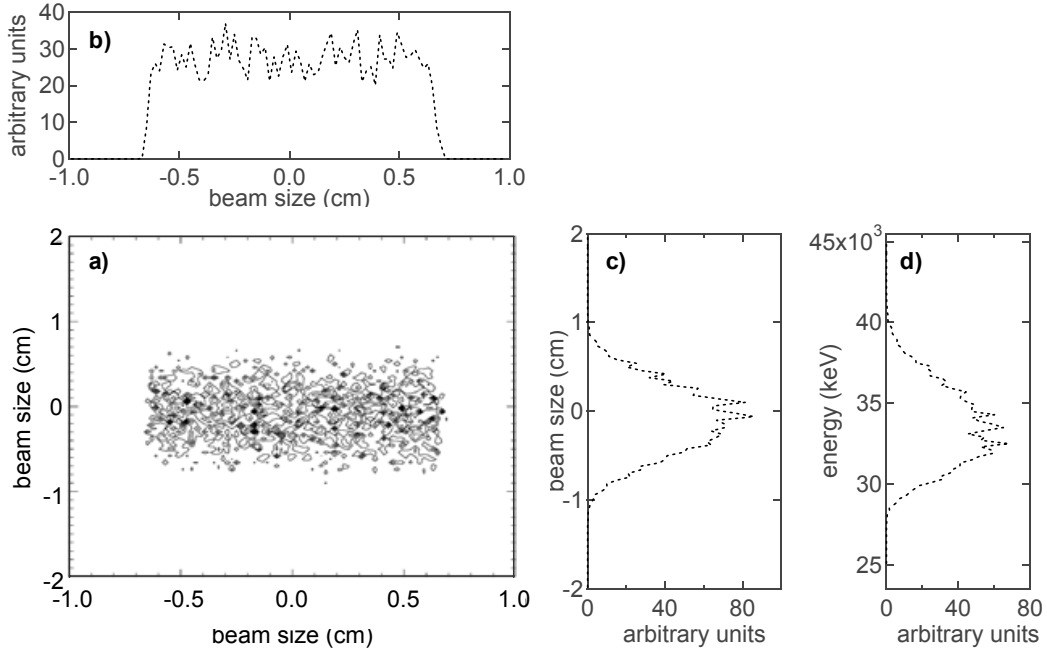 b)
arbitrary units
40
30
20
10
0
-1.0 -0.5 0.0 0.5 1.0
beam size (cm)
a)
beam size (cm)
2
1
0
-1
-2
-1.0 -0.5 0.0 0.5 1.0
beam size (cm)
c)
beam size (cm)
2
1
0
-1
-2
0 40 80
arbitrary units
d)
energy (keV)
45x10³
40
35
30
25
0 40 80
arbitrary units